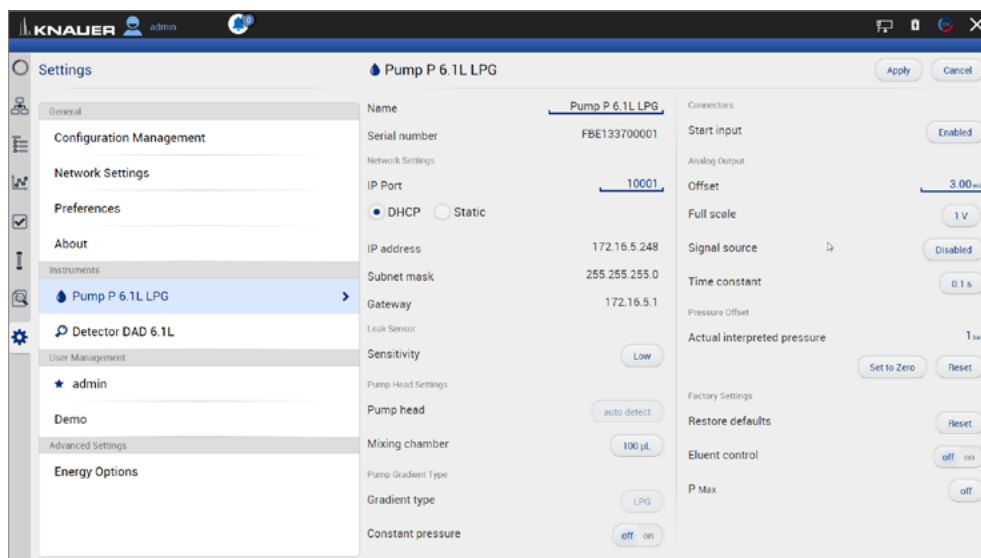 KNAUER admin 0
Settings
General
Configuration Management
Network Settings
Preferences
About
Instruments
Pump P 6.1L LPG
Detector DAD 6.1L
User Management
admin
Demo
Advanced Settings
Energy Options
Pump P 6.1L LPG
Apply Cancel
Name Pump P 6.1L LPG
Serial number FBE133700001
Network Settings
IP Port 10001
DHCP Static
IP address 172.16.5.248
Subnet mask 255.255.255.0
Gateway 172.16.5.1
Leak Sensor
Sensitivity Low
Pump Head Settings
Pump head auto detect
Mixing chamber 100 µL
Pump Gradient Type
Gradient type LPG
Constant pressure off on
Connectors
Start input Enabled
Analog Output
Offset 3.00
Full scale 1 V
Signal source Disabled
Time constant 0.1 s
Pressure Offset
Actual interpreted pressure 1
Set to Zero Reset
Factory Settings
Restore defaults Reset
Eluent control off on
P Max off